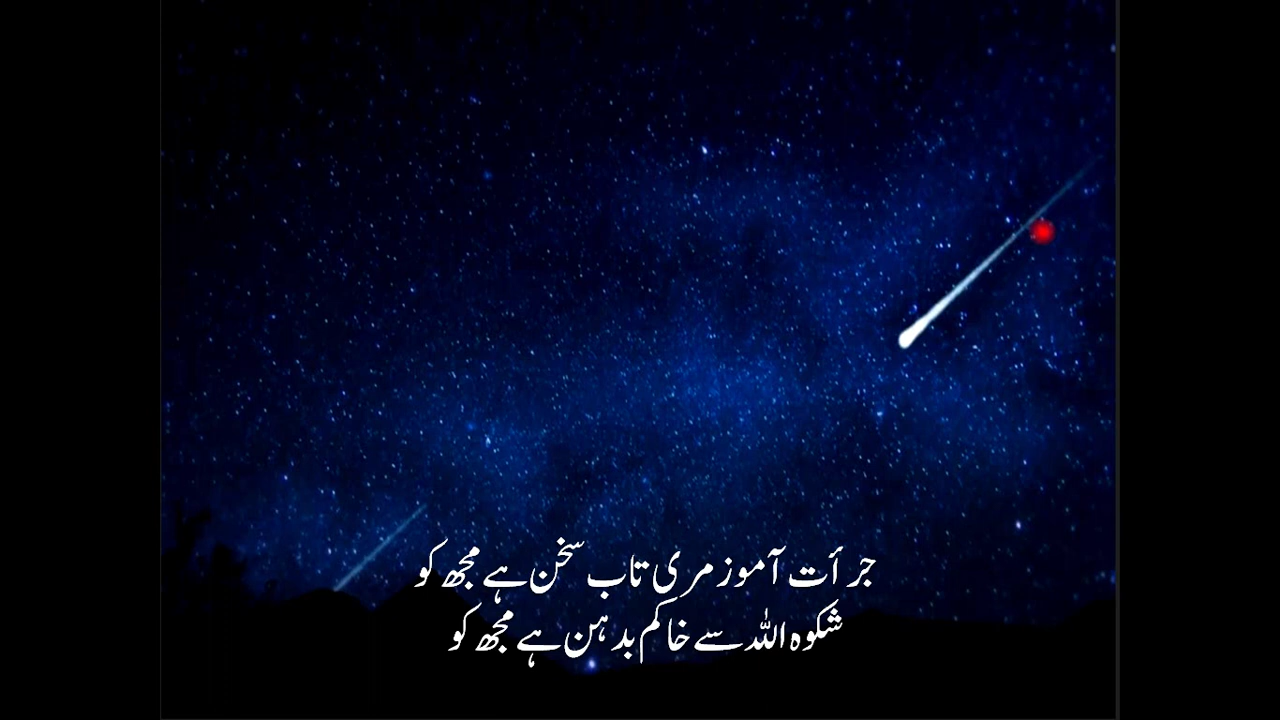 جرأت آموز مری تاب سخن ہے مجھ کو
شکوہ اللہ سے خاکم بدہن ہے مجھ کو